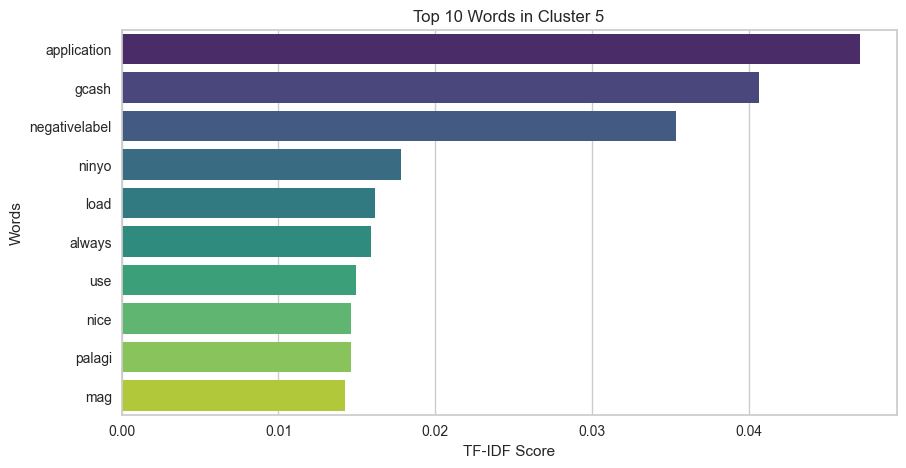 Top 10 Words in Cluster 5
application
gcash
negativelabel
ninyo
load
always
use
nice
palagi
mag
Words
0.00 0.01 0.02 0.03 0.04
TF-IDF Score